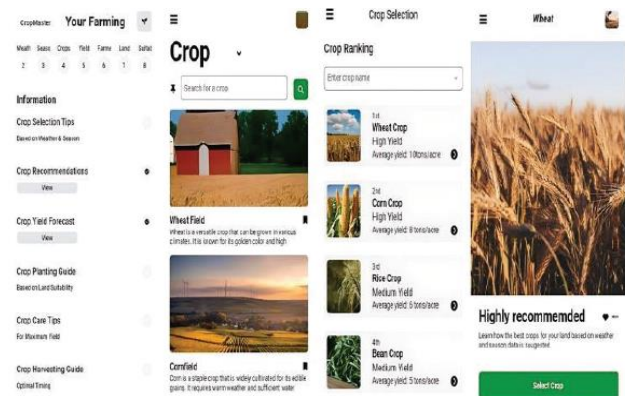 CropMaster Your Farming
Weath Seaso Crops Yield Farme Land Suitab
2 3 4 5 6 1 8
Information
Crop Selection Tips
Based on Weather & Season
Crop Recommendations
View
Crop Yield Forecast
View
Crop Planting Guide
Based on Land Suitability
Crop Care Tips
For Maximum Yield
Crop Harvesting Guide
Optimal Timing
Crop
Search for a crop
Wheat Field
Wheat is a versatile crop that can be grown in various
climates. It is known for its golden color and high
Cornfield
Corn is a staple crop that is widely cultivated for its edible
grains. It requires warm weather and sufficient water
Crop Selection
Crop Ranking
Enter crop name
1st
Wheat Crop
High Yield
Average yield: 10tons/acre
2nd
Corn Crop
High Yield
Average yield: 8 tons/acre
3rd
Rice Crop
Medium Yield
Average yield: 5 tons/acre
4th
Bean Crop
Medium Yield
Average yield: 5 tons/acre
Wheat
Highly recommemded
Learn how the best crops for your land based on weather
and season data is suggested
Select Crop